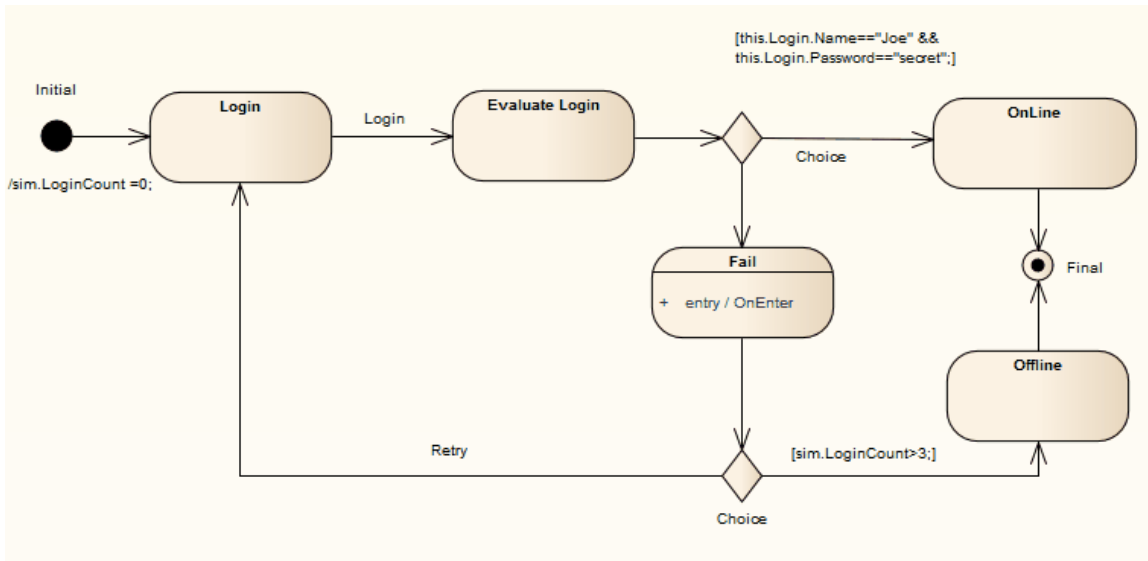 [this.Login.Name=="Joe" &&
this.Login.Password=="secret";]
Initial
Login
Evaluate Login
OnLine
Login
Choice
/sim.LoginCount =0;
Fail
Final
+ entry / OnEnter
Offline
Retry
[sim.LoginCount>3;]
Choice